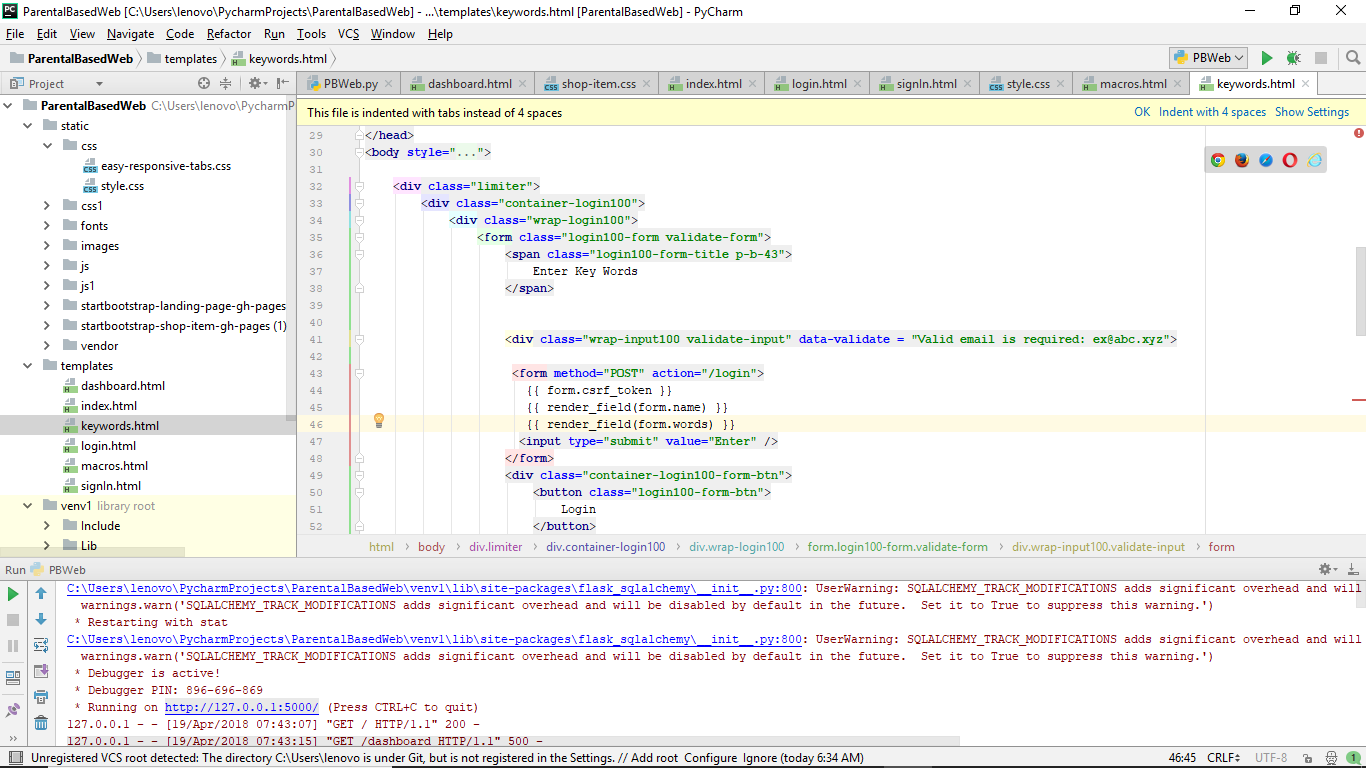 ParentalBasedWeb [C:\Users\lenovo\PycharmProjects\ParentalBasedWeb] - ...\templates\keywords.html [ParentalBasedWeb] - PyCharm
File Edit View Navigate Code Refactor Run Tools VCS Window Help
ParentalBasedWeb templates keywords.html PBWeb
Project PBWeb.py dashboard.html shop-item.css index.html login.html signIn.html style.css macros.html keywords.html
ParentalBasedWeb C:\Users\lenovo\PycharmP
static
css
easy-responsive-tabs.css
style.css
css1
fonts
images
js
js1
startbootstrap-landing-page-gh-pages
startbootstrap-shop-item-gh-pages (1)
vendor
templates
dashboard.html
index.html
keywords.html
login.html
macros.html
signIn.html
venv1 library root
Include
Lib
This file is indented with tabs instead of 4 spaces OK Indent with 4 spaces Show Settings
29 </head>
30 <body style="...">
31
32 <div class="limiter">
33 <div class="container-login100">
34 <div class="wrap-login100">
35 <form class="login100-form validate-form">
36 <span class="login100-form-title p-b-43">
37 Enter Key Words
38 </span>
39
40
41 <div class="wrap-input100 validate-input" data-validate = "Valid email is required: ex@abc.xyz">
42
43 <form method="POST" action="/login">
44 {{ form.csrf_token }}
45 {{ render_field(form.name) }}
46 {{ render_field(form.words) }}
47 <input type="submit" value="Enter" />
48 </form>
49 <div class="container-login100-form-btn">
50 <button class="login100-form-btn">
51 Login
52 </button>
html body div.limiter div.container-login100 div.wrap-login100 form.login100-form.validate-form div.wrap-input100.validate-input form
Run PBWeb
C:\Users\lenovo\PycharmProjects\ParentalBasedWeb\venv1\lib\site-packages\flask_sqlalchemy\__init__.py:800: UserWarning: SQLALCHEMY_TRACK_MODIFICATIONS adds significant overhead and will
warnings.warn('SQLALCHEMY_TRACK_MODIFICATIONS adds significant overhead and will be disabled by default in the future.  Set it to True to suppress this warning.')
* Restarting with stat
C:\Users\lenovo\PycharmProjects\ParentalBasedWeb\venv1\lib\site-packages\flask_sqlalchemy\__init__.py:800: UserWarning: SQLALCHEMY_TRACK_MODIFICATIONS adds significant overhead and will
warnings.warn('SQLALCHEMY_TRACK_MODIFICATIONS adds significant overhead and will be disabled by default in the future.  Set it to True to suppress this warning.')
* Debugger is active!
* Debugger PIN: 896-696-869
* Running on http://127.0.0.1:5000/ (Press CTRL+C to quit)
127.0.0.1 - - [19/Apr/2018 07:43:07] "GET / HTTP/1.1" 200 -
127.0.0.1 - - [19/Apr/2018 07:43:15] "GET /dashboard HTTP/1.1" 500 -
Unregistered VCS root detected: The directory C:\Users\lenovo is under Git, but is not registered in the Settings. // Add root Configure Ignore (today 6:34 AM) 46:45 CRLF UTF-8 1